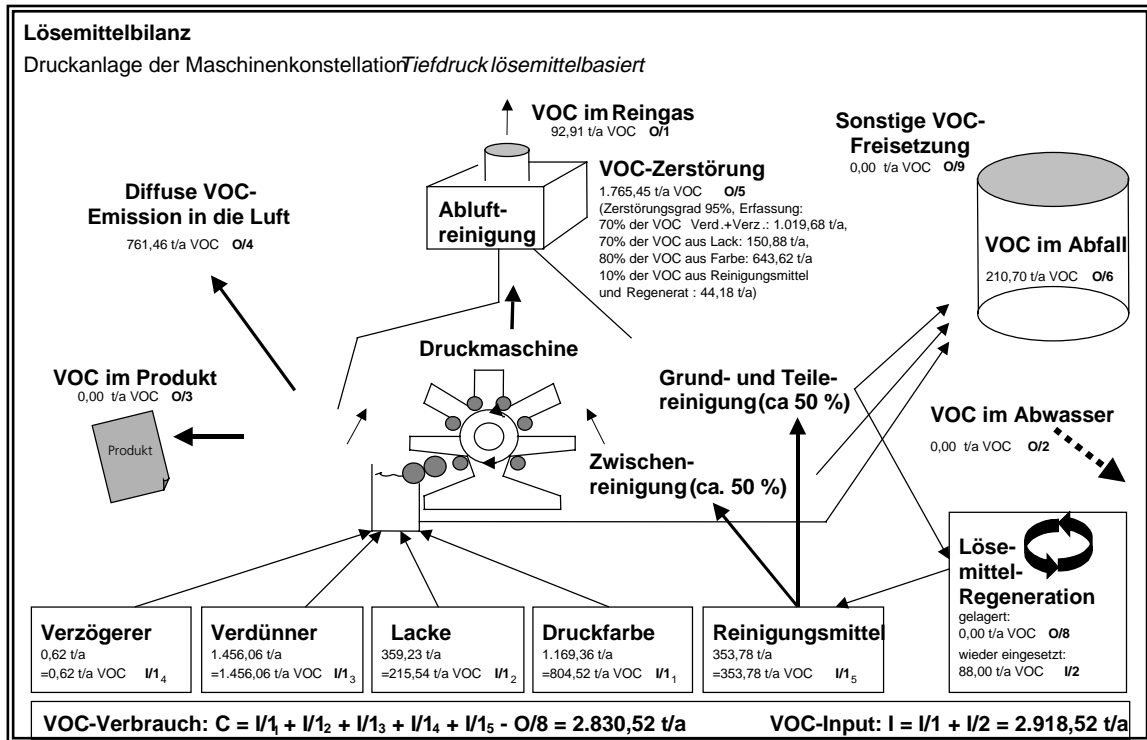 Lösemittelbilanz
Druckanlage der Maschinenkonstellation Tiefdruck lösemittelbasiert
VOC im Reingas
92,91 t/a VOC O/1
Sonstige VOC-
Freisetzung
0,00 t/a VOC O/9
Diffuse VOC-
Emission in die Luft
761,46 t/a VOC O/4
Abluft-
reinigung
VOC-Zerstörung
1.765,45 t/a VOC O/5
(Zerstörungsgrad 95%, Erfassung:
70% der VOC Verd.+Verz.: 1.019,68 t/a,
70% der VOC aus Lack: 150,88 t/a,
80% der VOC aus Farbe: 643,62 t/a
10% der VOC aus Reinigungsmittel
und Regenerat : 44,18 t/a)
VOC im Abfall
210,70 t/a VOC O/6
Druckmaschine
VOC im Produkt
0,00 t/a VOC O/3
Produkt
Grund- und Teile-
reinigung (ca 50 %)
VOC im Abwasser
0,00 t/a VOC O/2
Zwischen-
reinigung (ca. 50 %)
Löse-
mittel-
Regeneration
gelagert:
0,00 t/a VOC O/8
wieder eingesetzt:
88,00 t/a VOC I/2
Verzögerer
0,62 t/a
=0,62 t/a VOC I/1₄
Verdünner
1.456,06 t/a
=1.456,06 t/a VOC I/1₃
Lacke
359,23 t/a
=215,54 t/a VOC I/1₂
Druckfarbe
1.169,36 t/a
=804,52 t/a VOC I/1₁
Reinigungsmittel
353,78 t/a
=353,78 t/a VOC I/1₅
VOC-Verbrauch: C = I/1₁ + I/1₂ + I/1₃ + I/1₄ + I/1₅ - O/8 = 2.830,52 t/a VOC-Input: I = I/1 + I/2 = 2.918,52 t/a